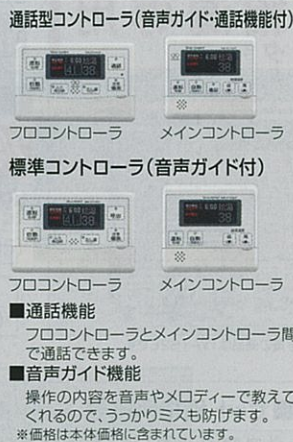 通話型コントローラ(音声ガイド・通話機能付)
フロコントローラ
メインコントローラ
標準コントローラ(音声ガイド付)
フロコントローラ
メインコントローラ
■通話機能
フロコントローラとメインコントローラ間
で通話できます。
■音声ガイド機能
操作の内容を音声やメロディーで教えて
くれるので、うっかりミスも防げます。
※価格は本体価格に含まれています。